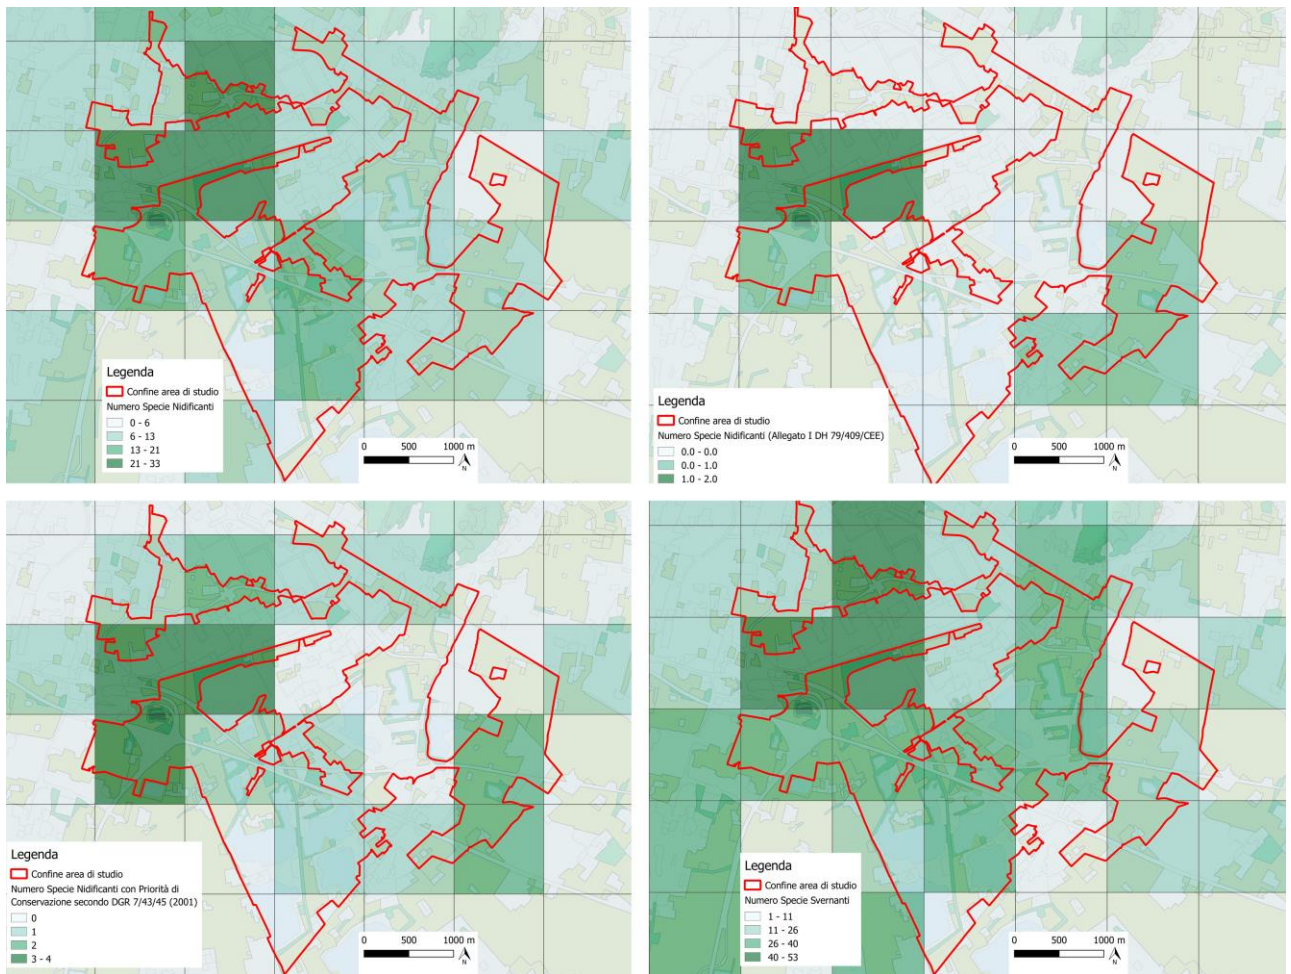 Legenda
Confine area di studio
Numero Specie Nidificanti
0 - 6
6 - 13
13 - 21
21 - 33
0 500 1000 m
N
Legenda
Confine area di studio
Numero Specie Nidificanti (Allegato I DH 79/409/CEE)
0.0 - 0.0
0.0 - 1.0
1.0 - 2.0
0 500 1000 m
N
Legenda
Confine area di studio
Numero Specie Nidificanti con Priorità di
Conservazione secondo DGR 7/43/45 (2001)
0
1
2
3 - 4
0 500 1000 m
N
Legenda
Confine area di studio
Numero Specie Svernanti
1 - 11
11 - 26
26 - 40
40 - 53
0 500 1000 m
N